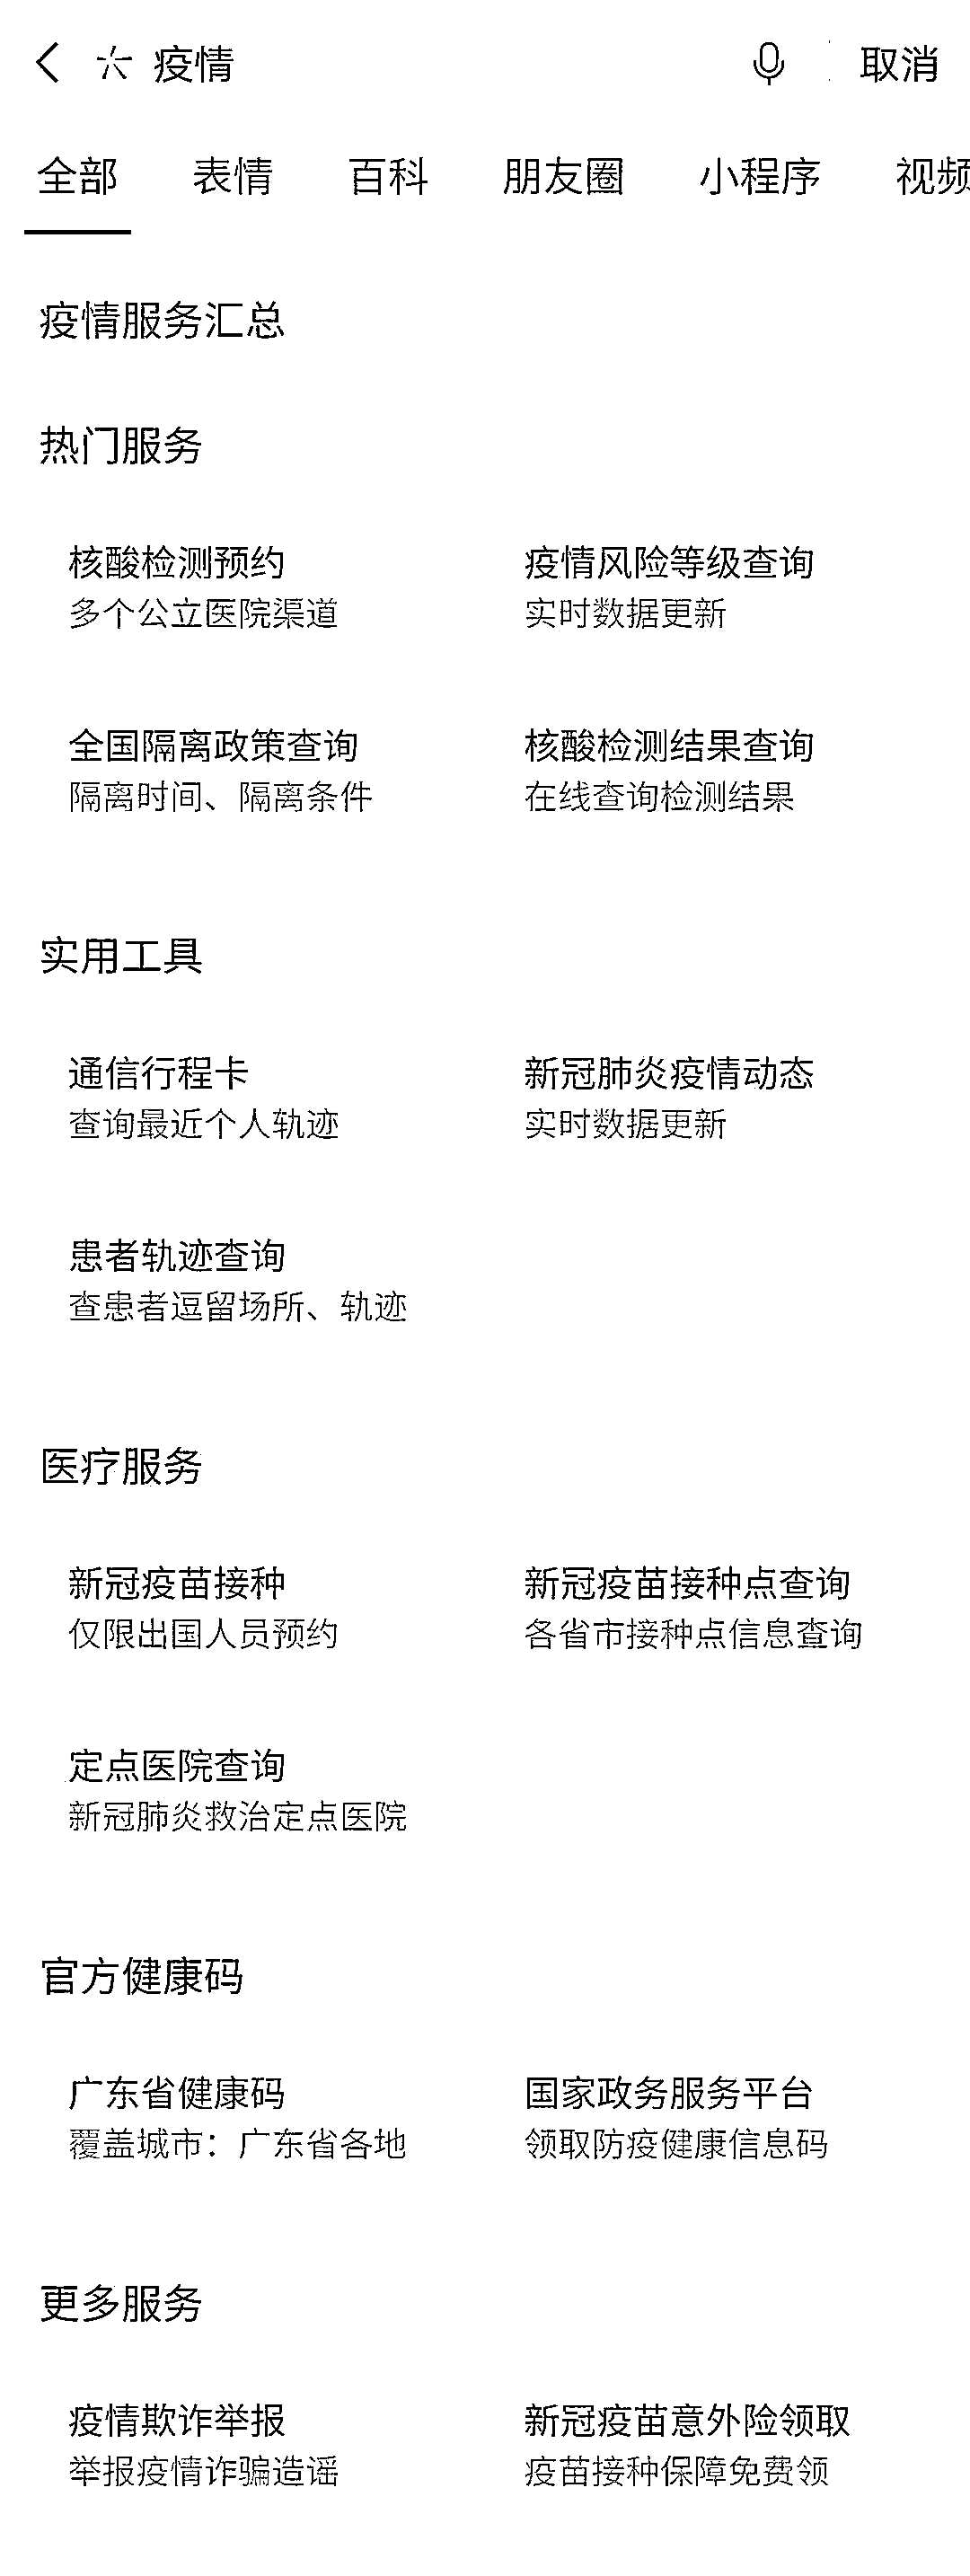 疫情
取消
全部 表情 百科 朋友圈 小程序 视频
疫情服务汇总
热门服务
核酸检测预约 疫情风险等级查询
多个公立医院渠道 实时数据更新
全国隔离政策查询 核酸检测结果查询
隔离时间、隔离条件 在线查询检测结果
实用工具
通信行程卡 新冠肺炎疫情动态
查询最近个人轨迹 实时数据更新
患者轨迹查询
查患者逗留场所、轨迹
医疗服务
新冠疫苗接种 新冠疫苗接种点查询
仅限出国人员预约 各省市接种点信息查询
定点医院查询
新冠肺炎救治定点医院
官方健康码
广东省健康码 国家政务服务平台
覆盖城市：广东省各地 领取防疫健康信息码
更多服务
疫情欺诈举报 新冠疫苗意外险领取
举报疫情诈骗造谣 疫苗接种保障免费领